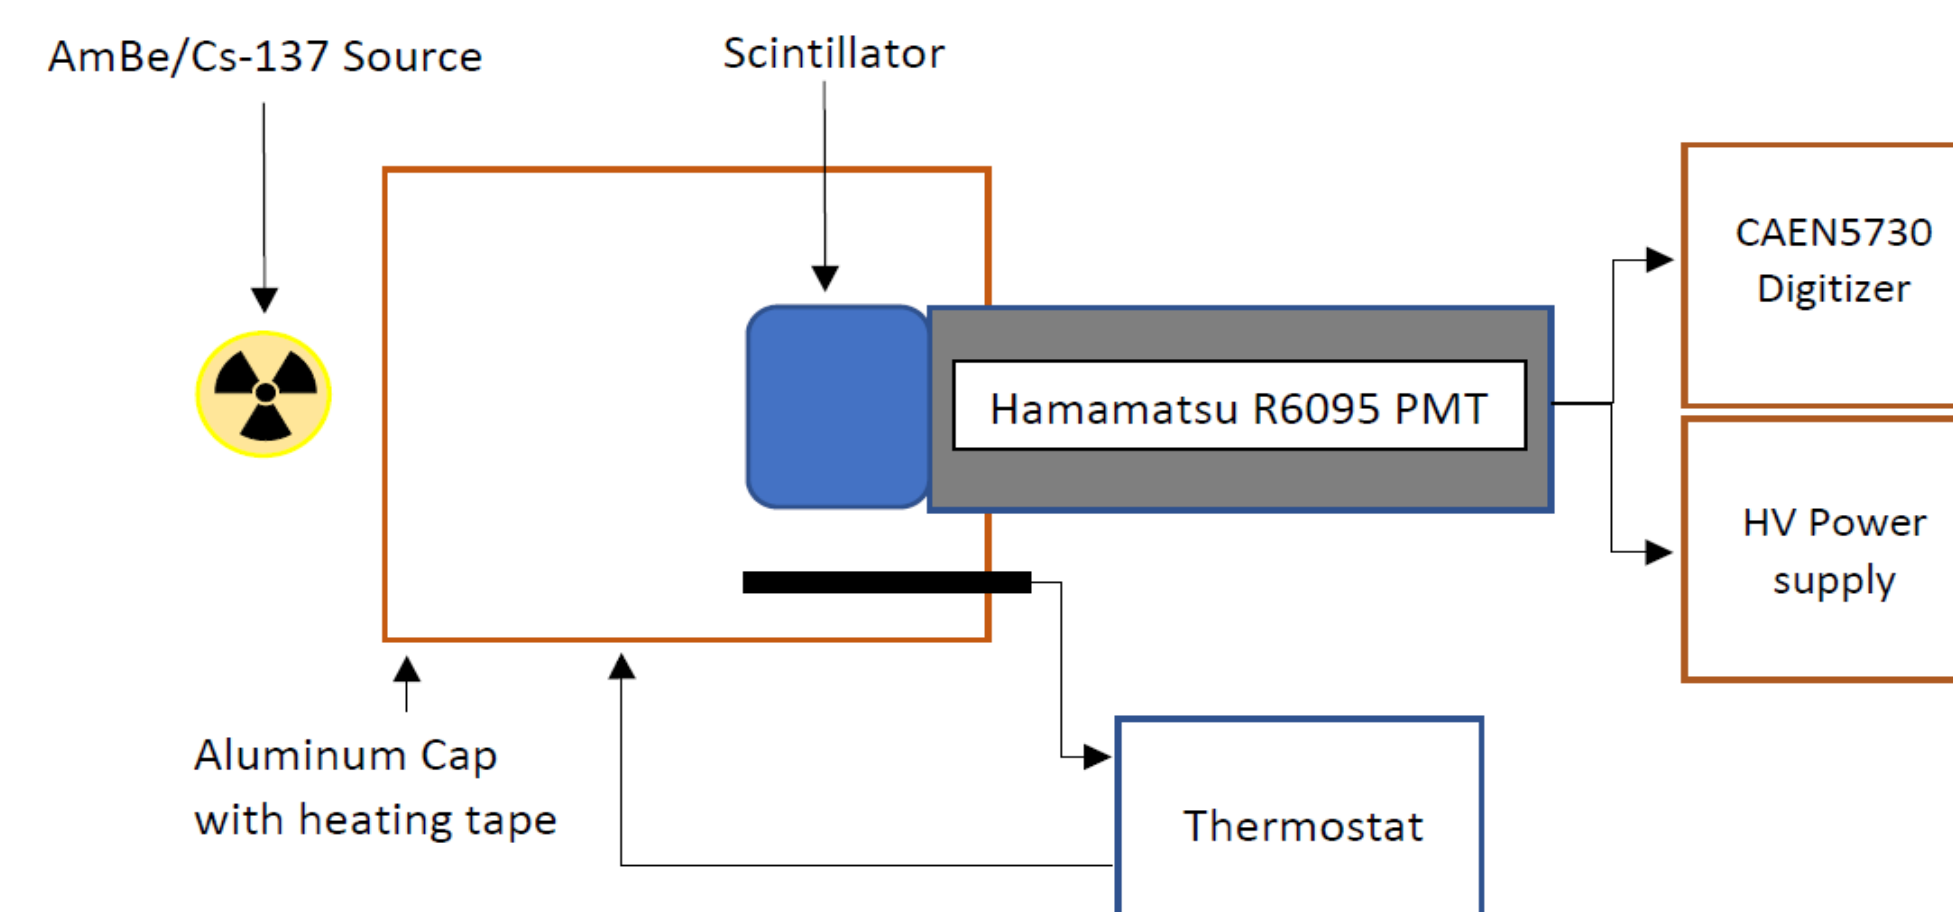 AmBe/Cs-137 Source
Scintillator
CAEN5730
Digitizer
Hamamatsu R6095 PMT
HV Power
supply
Aluminum Cap
with heating tape
Thermostat